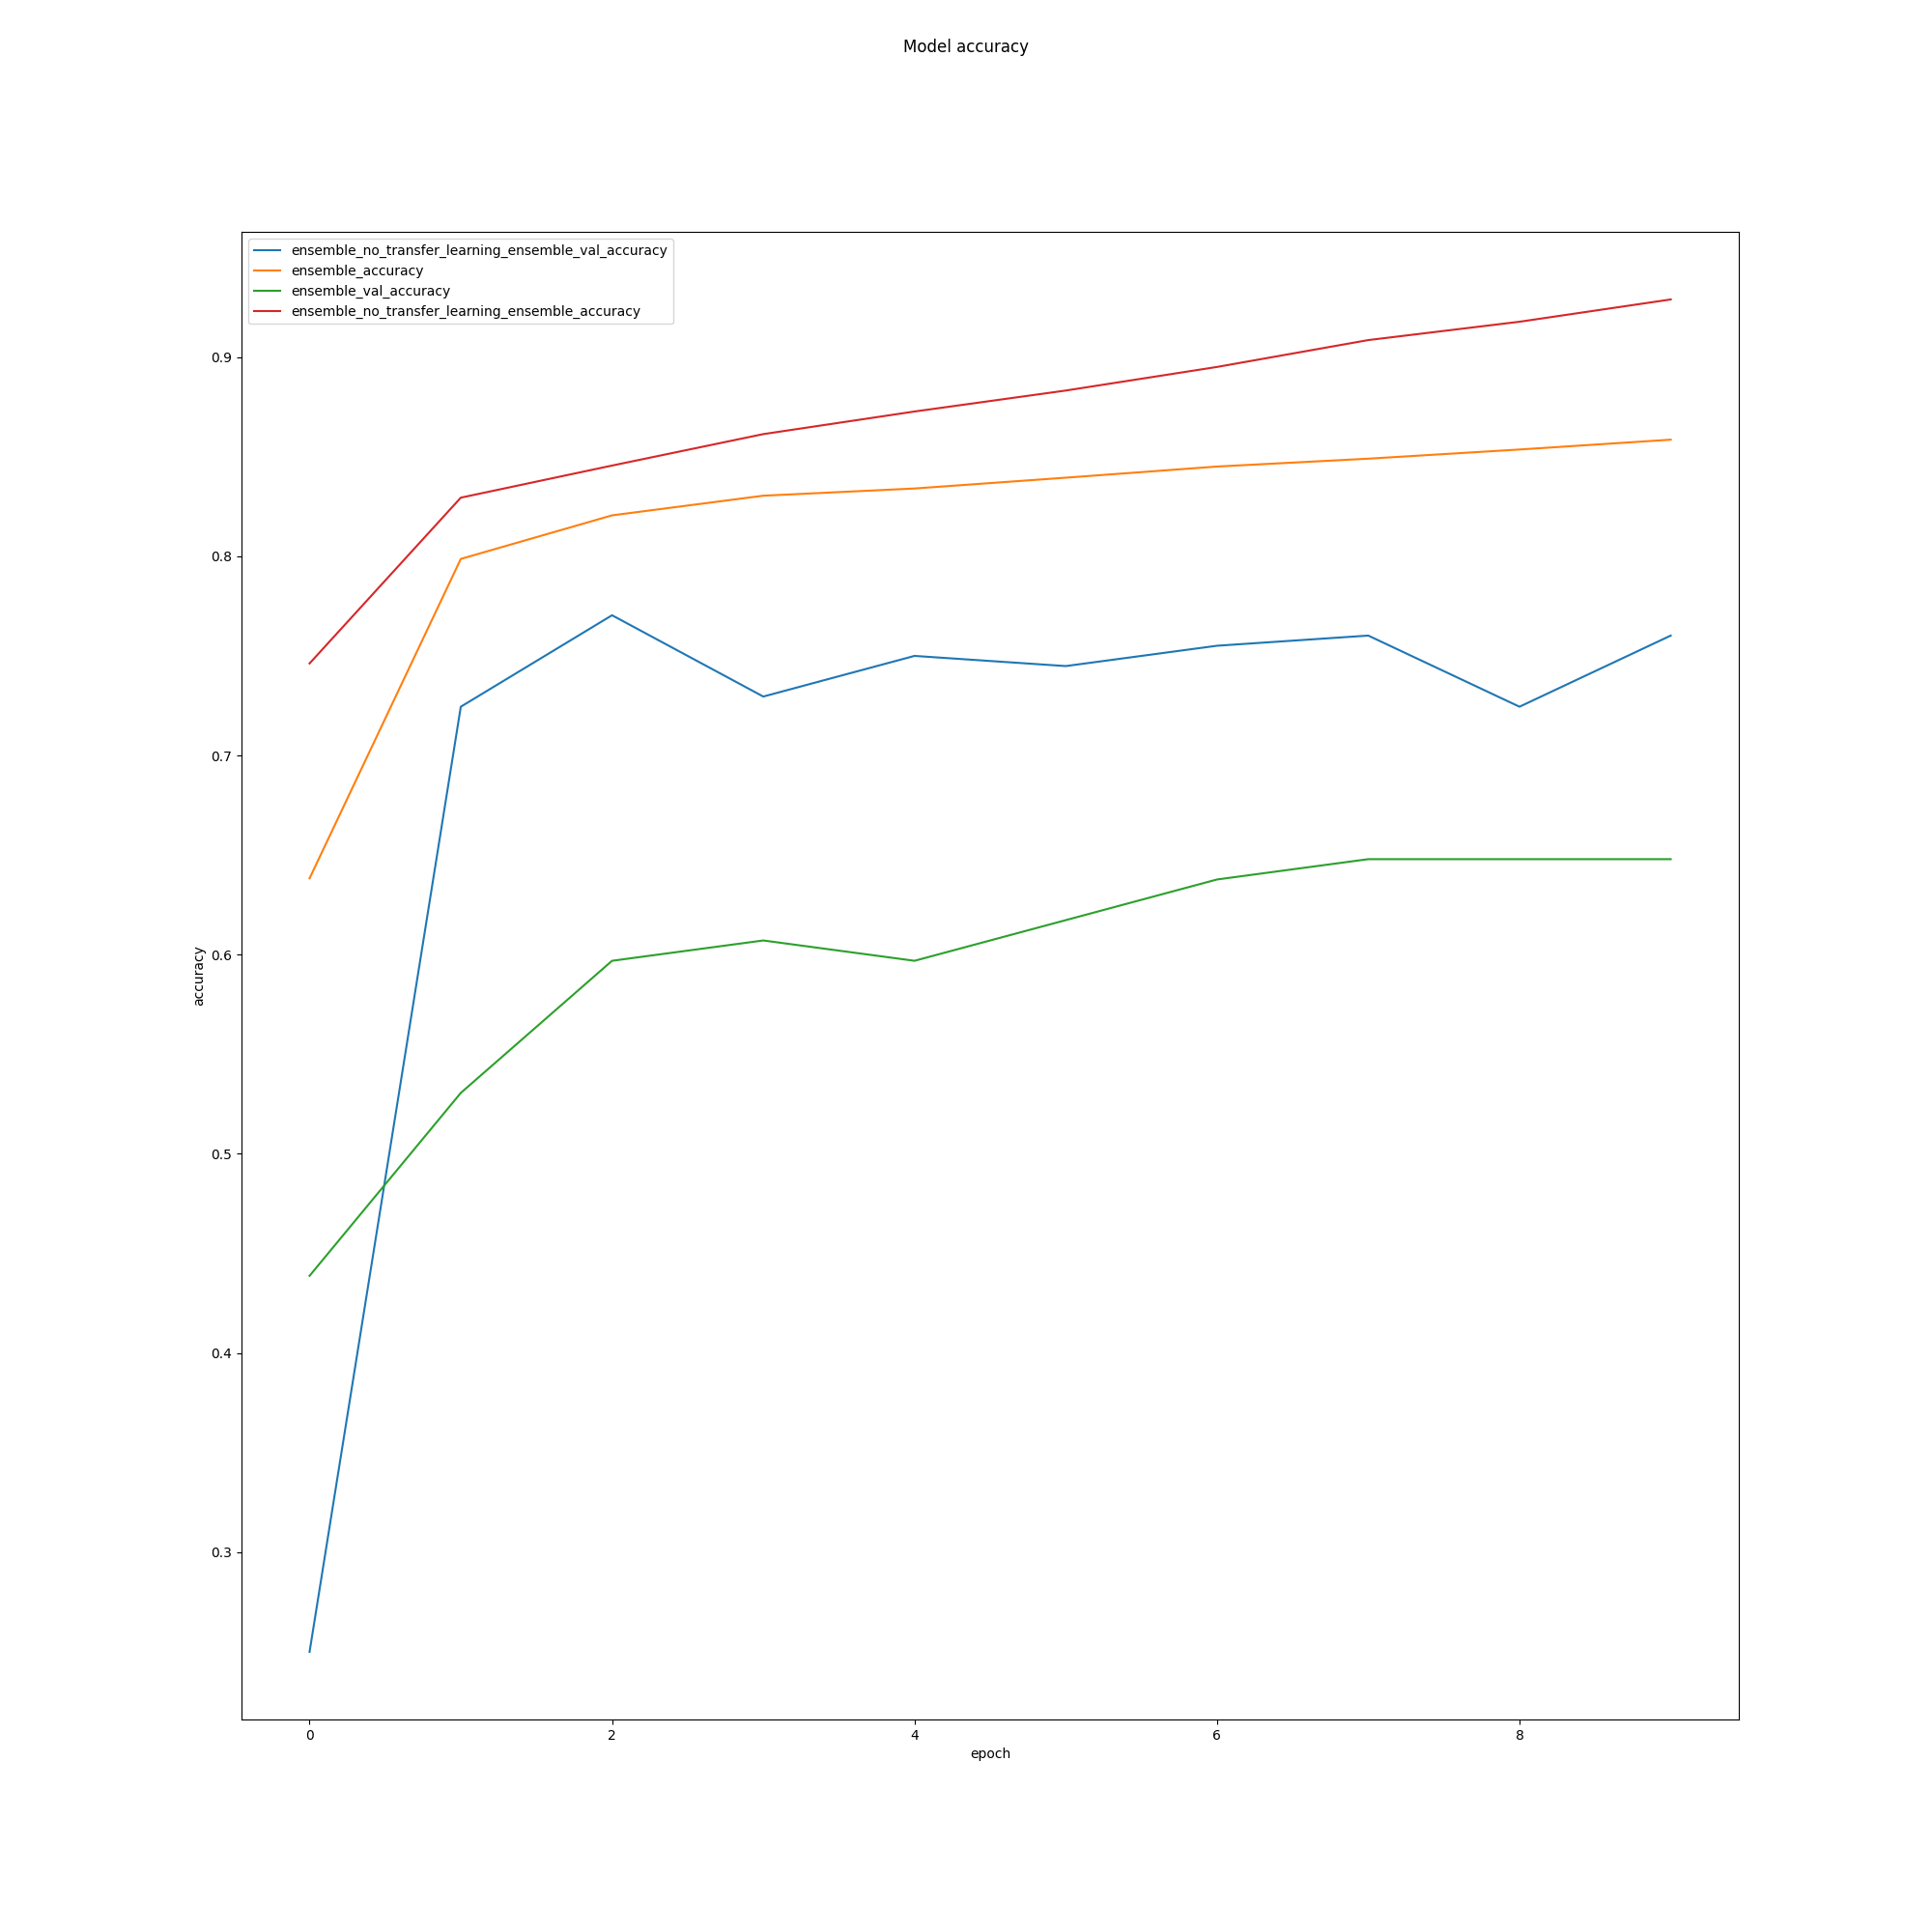 Model accuracy
ensemble_no_transfer_learning_ensemble_val_accuracy
ensemble_accuracy
ensemble_val_accuracy
ensemble_no_transfer_learning_ensemble_accuracy
0.9
0.8
0.7
0.6
0.5
0.4
0.3
accuracy
0 2 4 6 8
epoch